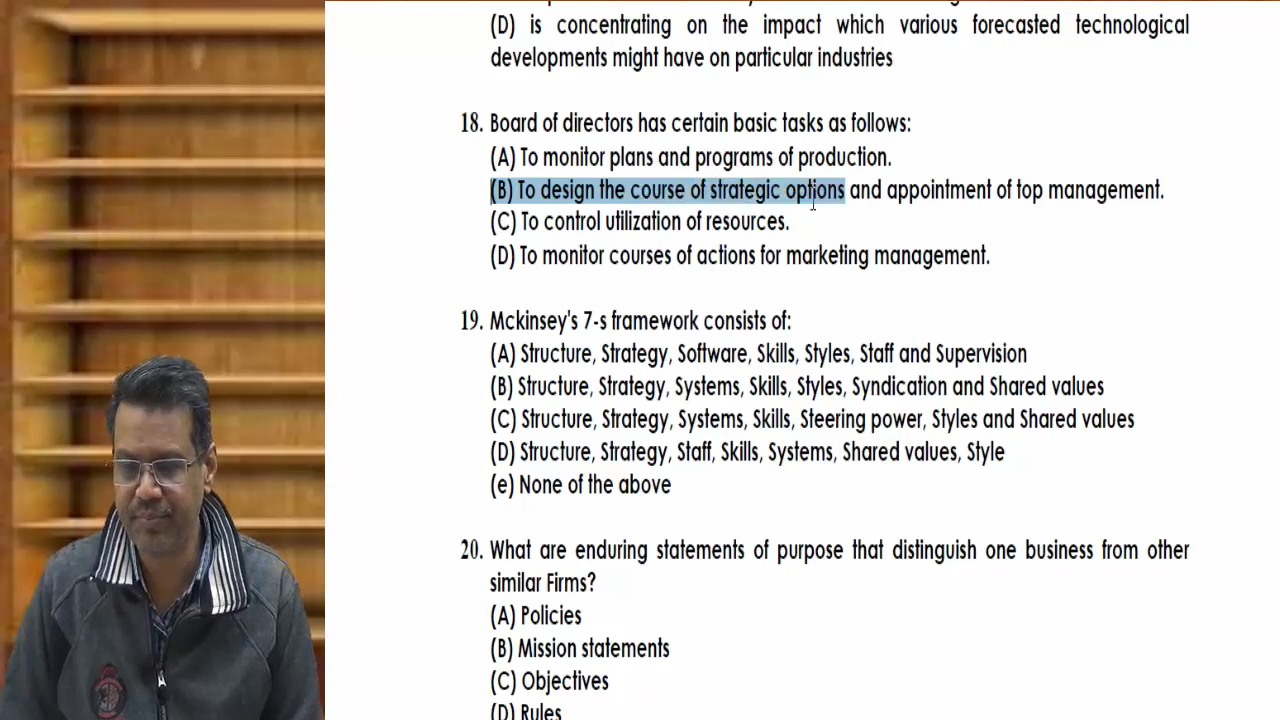 (D) is concentrating on the impact which various forecasted technological
developments might have on particular industries
18. Board of directors has certain basic tasks as follows:
(A) To monitor plans and programs of production.
(B) To design the course of strategic options and appointment of top management.
(C) To control utilization of resources.
(D) To monitor courses of actions for marketing management.
19. Mckinsey's 7-s framework consists of:
(A) Structure, Strategy, Software, Skills, Styles, Staff and Supervision
(B) Structure, Strategy, Systems, Skills, Styles, Syndication and Shared values
(C) Structure, Strategy, Systems, Skills, Steering power, Styles and Shared values
(D) Structure, Strategy, Staff, Skills, Systems, Shared values, Style
(e) None of the above
20. What are enduring statements of purpose that distinguish one business from other
similar Firms?
(A) Policies
(B) Mission statements
(C) Objectives
(D) Rules